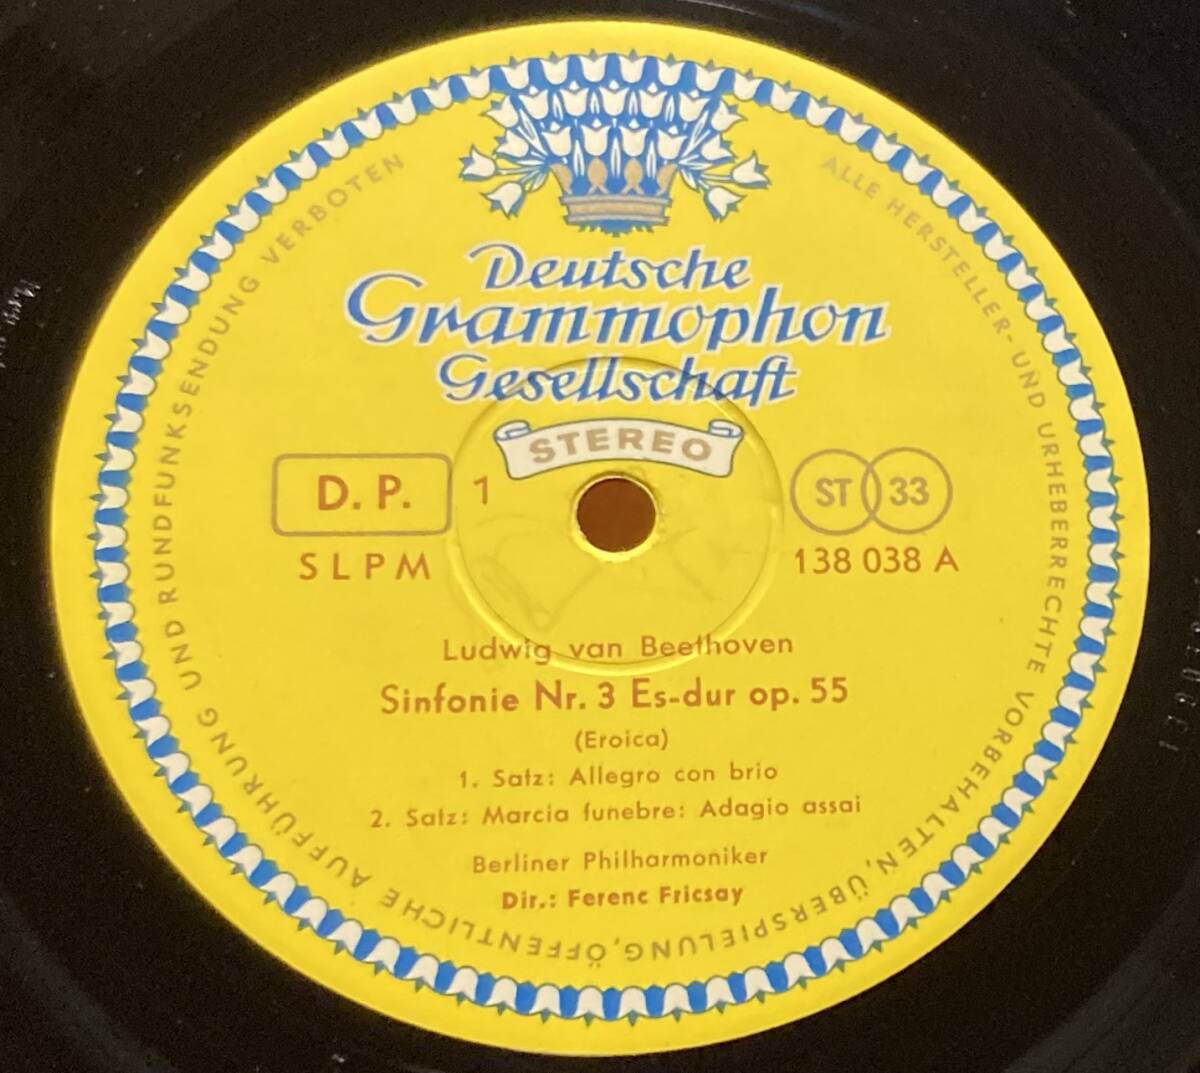 Deutsche
Grammophon
Gesellschaft
STEREO
D. P. 1
ST 33
SLPM
138 038 A
Ludwig van Beethoven
Sinfonie Nr. 3 Es-dur op. 55
(Eroica)
1. Satz: Allegro con brio
2. Satz: Marcia funebre: Adagio assai
Berliner Philharmoniker
Dir.: Ferenc Fricsay
ALLE HERSTELLER- UND URHEBERRECHTE VORBEHALTEN, ÜBERSPIELUNG, ÖFFENTLICHE AUFFÜHRUNG UND RUNDFUNKSENDUNG VERBOTEN